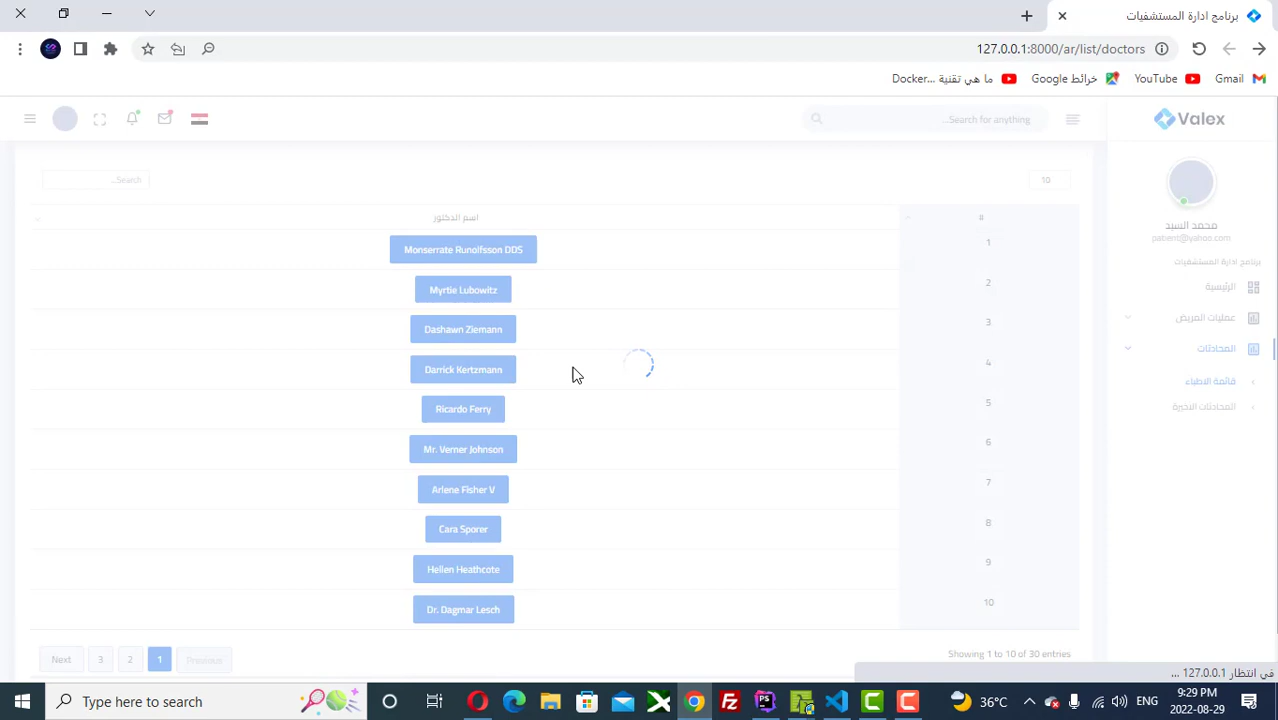 برنامج ادارة المستشفيات
127.0.0.1:8000/ar/list/doctors
Gmail
YouTube
خرائط Google
ما هي تقنية Docker...
Valex
Search for anything...
محمد السيد
patient@yahoo.com
برنامج ادارة المستشفيات
الرئيسية
عمليات المريض
المحادثات
قائمة الاطباء
المحادثات الاخيرة
10
Search...
# اسم الدكتور
1 Monserrate Runolfsson DDS
2 Myrtie Lubowitz
3 Dashawn Ziemann
4 Darrick Kertzmann
5 Ricardo Ferry
6 Mr. Verner Johnson
7 Arlene Fisher V
8 Cara Sporer
9 Hellen Heathcote
10 Dr. Dagmar Lesch
Showing 1 to 10 of 30 entries
Previous 1 2 3 Next
في انتظار 127.0.0.1 ...
Type here to search
36°C
ENG
9:29 PM
2022-08-29